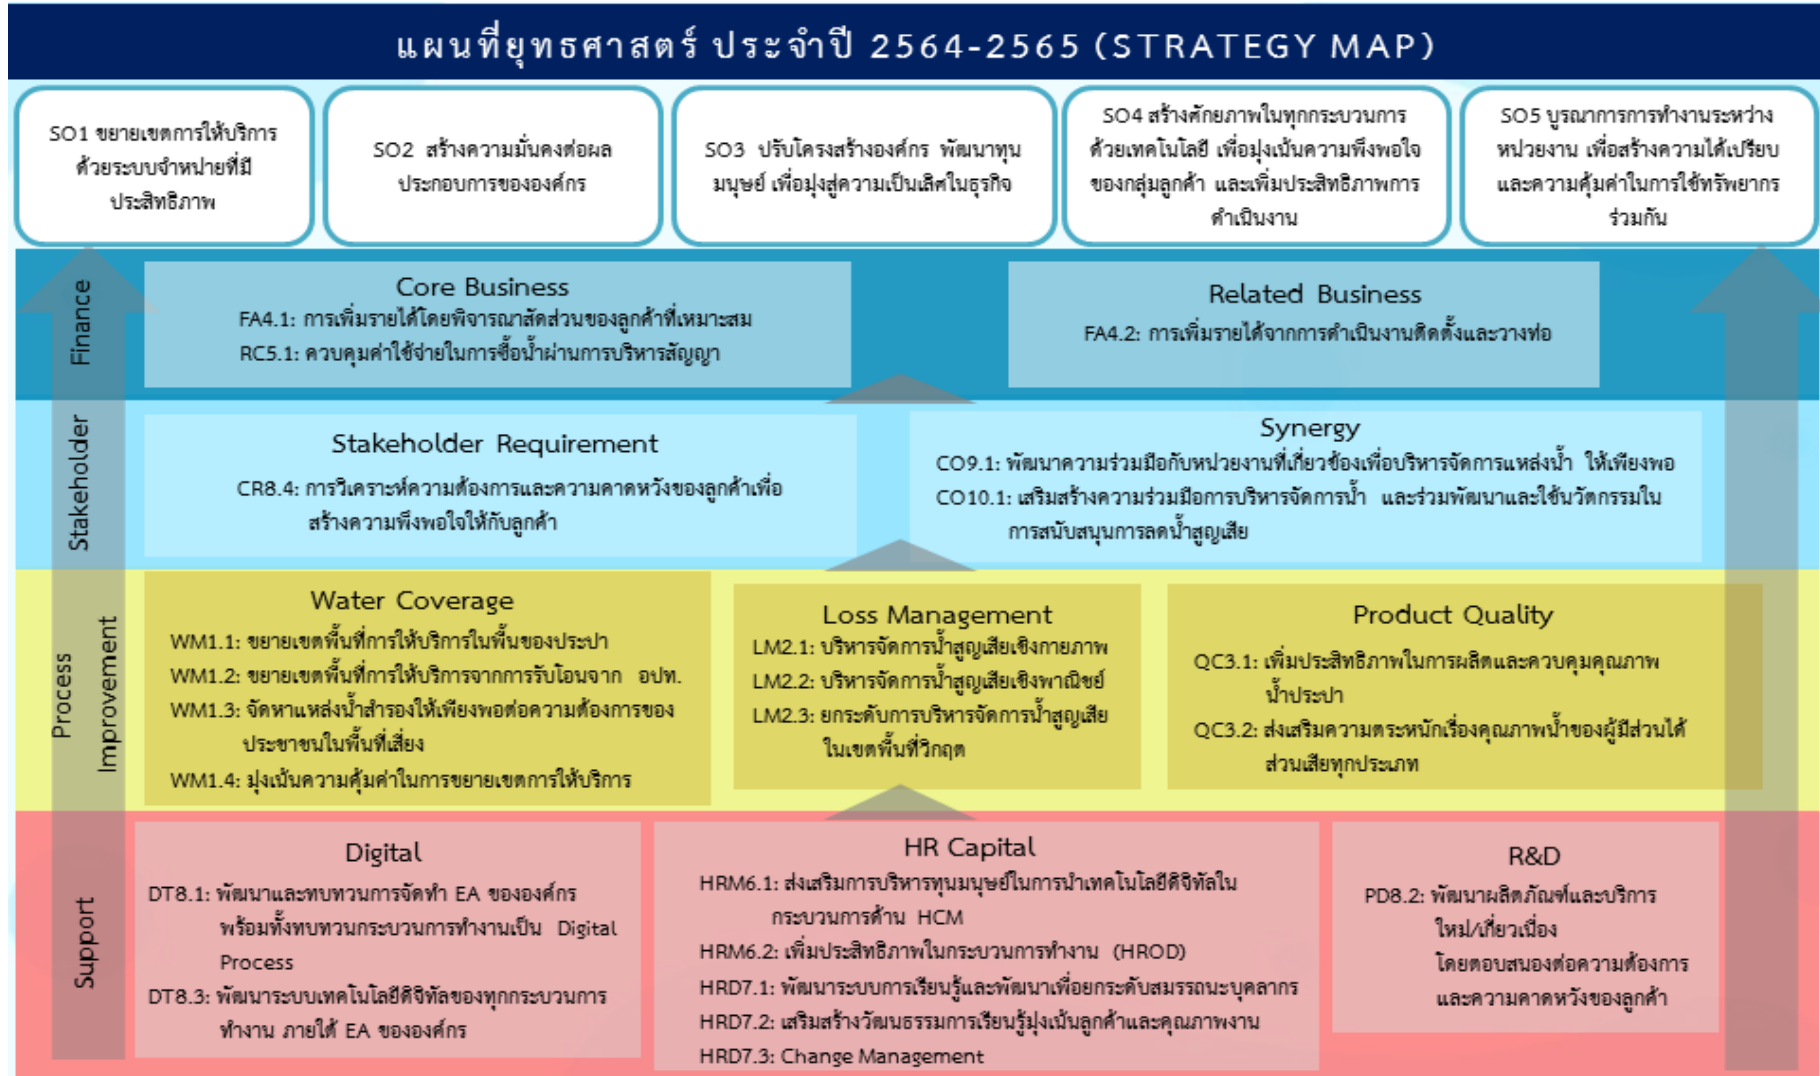 แผนที่ยุทธศาสตร์ ประจำปี 2564-2565 (STRATEGY MAP)
SO1 ขยายเขตการให้บริการ
ด้วยระบบจำหน่ายที่มี
ประสิทธิภาพ
SO2 สร้างความมั่นคงต่อผล
ประกอบการขององค์กร
SO3 ปรับโครงสร้างองค์กร พัฒนาทุน
มนุษย์ เพื่อมุ่งสู่ความเป็นเลิศในธุรกิจ
SO4 สร้างศักยภาพในทุกกระบวนการ
ด้วยเทคโนโลยี เพื่อมุ่งเน้นความพึงพอใจ
ของกลุ่มลูกค้า และเพิ่มประสิทธิภาพการ
ดำเนินงาน
SO5 บูรณาการการทำงานระหว่าง
หน่วยงาน เพื่อสร้างความได้เปรียบ
และความคุ้มค่าในการใช้ทรัพยากร
ร่วมกัน
Finance
Core Business
FA4.1: การเพิ่มรายได้โดยพิจารณาสัดส่วนของลูกค้าที่เหมาะสม
RC5.1: ควบคุมค่าใช้จ่ายในการซื้อน้ำผ่านการบริหารสัญญา
Related Business
FA4.2: การเพิ่มรายได้จากการดำเนินงานติดตั้งและวางท่อ
Stakeholder
Stakeholder Requirement
CR8.4: การวิเคราะห์ความต้องการและความคาดหวังของลูกค้าเพื่อ
สร้างความพึงพอใจให้กับลูกค้า
Synergy
CO9.1: พัฒนาความร่วมมือกับหน่วยงานที่เกี่ยวข้องเพื่อบริหารจัดการแหล่งน้ำ ให้เพียงพอ
CO10.1: เสริมสร้างความร่วมมือการบริหารจัดการน้ำ และร่วมพัฒนาและใช้นวัตกรรมใน
การสนับสนุนการลดน้ำสูญเสีย
Process
Improvement
Water Coverage
WM1.1: ขยายเขตพื้นที่การให้บริการในพื้นของประปา
WM1.2: ขยายเขตพื้นที่การให้บริการจากการรับโอนจาก อปท.
WM1.3: จัดหาแหล่งน้ำสำรองให้เพียงพอต่อความต้องการของ
ประชาชนในพื้นที่เสี่ยง
WM1.4: มุ่งเน้นความคุ้มค่าในการขยายเขตการให้บริการ
Loss Management
LM2.1: บริหารจัดการน้ำสูญเสียเชิงกายภาพ
LM2.2: บริหารจัดการน้ำสูญเสียเชิงพาณิชย์
LM2.3: ยกระดับการบริหารจัดการน้ำสูญเสีย
ในเขตพื้นที่วิกฤต
Product Quality
QC3.1: เพิ่มประสิทธิภาพในการผลิตและควบคุมคุณภาพ
น้ำประปา
QC3.2: ส่งเสริมความตระหนักเรื่องคุณภาพน้ำของผู้มีส่วนได้
ส่วนเสียทุกประเภท
Support
Digital
DT8.1: พัฒนาและทบทวนการจัดทำ EA ขององค์กร
พร้อมทั้งทบทวนกระบวนการทำงานเป็น Digital
Process
DT8.3: พัฒนาระบบเทคโนโลยีดิจิทัลของทุกกระบวนการ
ทำงาน ภายใต้ EA ขององค์กร
HR Capital
HRM6.1: ส่งเสริมการบริหารทุนมนุษย์ในการนำเทคโนโลยีดิจิทัลใน
กระบวนการด้าน HCM
HRM6.2: เพิ่มประสิทธิภาพในกระบวนการทำงาน (HROD)
HRD7.1: พัฒนาระบบการเรียนรู้และพัฒนาเพื่อยกระดับสมรรถนะบุคลากร
HRD7.2: เสริมสร้างวัฒนธรรมการเรียนรู้มุ่งเน้นลูกค้าและคุณภาพงาน
HRD7.3: Change Management
R&D
PD8.2: พัฒนาผลิตภัณฑ์และบริการ
ใหม่/เกี่ยวเนื่อง
โดยตอบสนองต่อความต้องการ
และความคาดหวังของลูกค้า